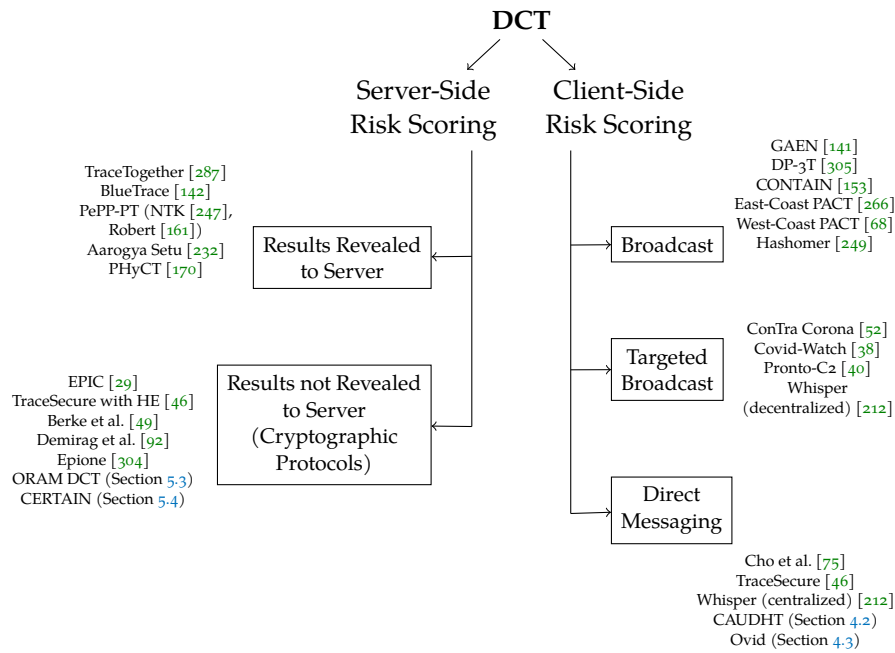 DCT
Server-Side
Risk Scoring
Client-Side
Risk Scoring
TraceTogether [287]
BlueTrace [142]
PePP-PT (NTK [247],
Robert [161])
Aarogya Setu [232]
PHyCT [170]
Results Revealed
to Server
EPIC [29]
TraceSecure with HE [46]
Berke et al. [49]
Demirag et al. [92]
Epione [304]
ORAM DCT (Section 5.3)
CERTAIN (Section 5.4)
Results not Revealed
to Server
(Cryptographic
Protocols)
GAEN [141]
DP-3T [305]
CONTAIN [153]
East-Coast PACT [266]
West-Coast PACT [68]
Hashomer [249]
Broadcast
ConTra Corona [52]
Covid-Watch [38]
Pronto-C2 [40]
Whisper
(decentralized) [212]
Targeted
Broadcast
Direct
Messaging
Cho et al. [75]
TraceSecure [46]
Whisper (centralized) [212]
CAUDHT (Section 4.2)
Ovid (Section 4.3)